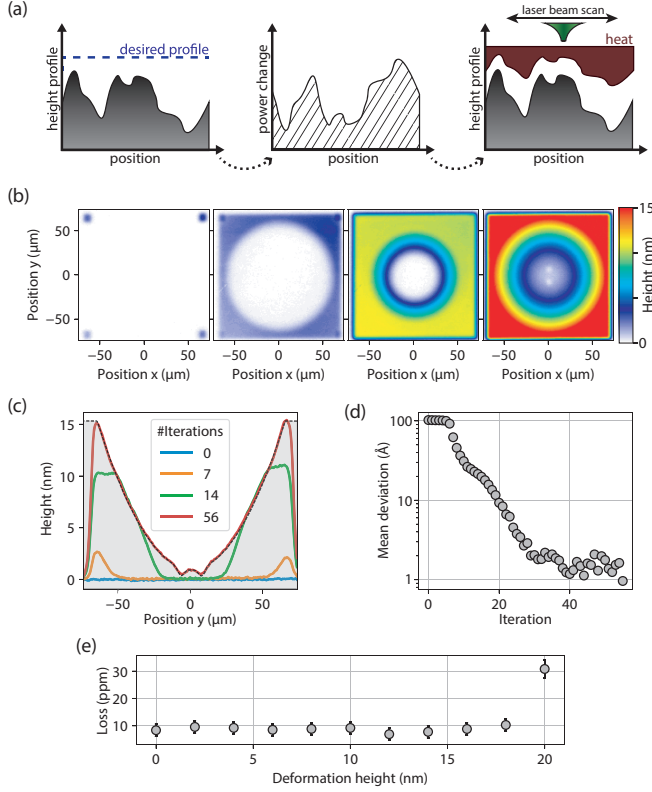 (a)
laser beam scan
desired profile
heat
height profile
power change
height profile
position
position
position
(b)
Position y (µm)
50
0
−50
−50 0 50
−50 0 50
−50 0 50
−50 0 50
Position x (µm)
Position x (µm)
Position x (µm)
Position x (µm)
15
0
Height (nm)
(c)
Height (nm)
15
10
5
0
#Iterations
0
7
14
56
−50 0 50
Position y (µm)
(d)
Mean deviation (Å)
100
10
1
0 20 40
Iteration
(e)
Loss (ppm)
30
20
10
0 5 10 15 20
Deformation height (nm)